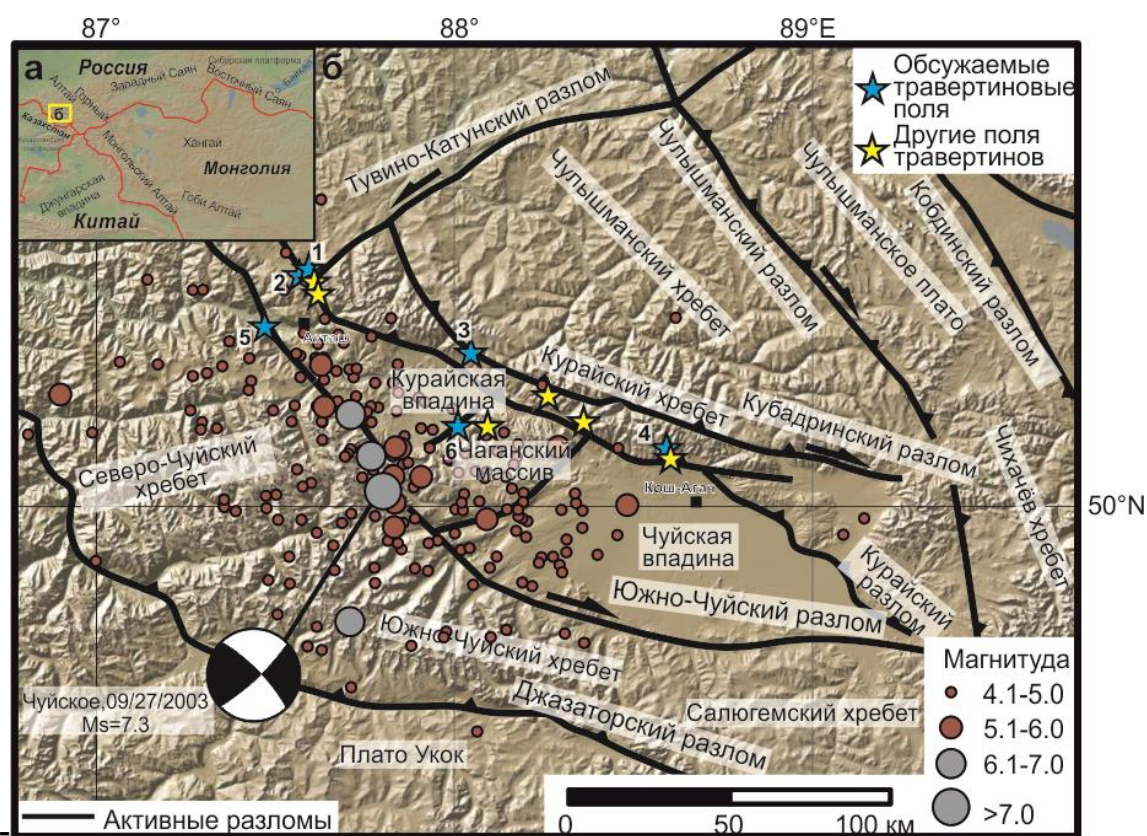 87°
88°
89°E
а
б
Россия
Сибирская платформа
Западный Саян
Восточный Саян
о. Байкал
Алтай
Горный
б
Казахстан
Хангай
Монгольский Алтай
Монголия
Джунгарская
впадина
Гоби Алтай
Китай
Обсужаемые
травертиновые
поля
Другие поля
травертинов
Тувино-Катунский разлом
Чулышманский хребет
Чулышманский разлом
Чулышманское плато
Кобдинский разлом
1
2
3
5
Акташ
Курайская
впадина
Курайский хребет
Кубадринский разлом
4
6
Чаганский
массив
Северо-Чуйский
хребет
Кош-Агач
Чихачёв хребет
50°N
Чуйская
впадина
Курайский
разлом
Южно-Чуйский разлом
Южно-Чуйский хребет
Чуйское,09/27/2003
Ms=7.3
Джазаторский разлом
Салюгемский хребет
Плато Укок
Магнитуда
4.1-5.0
5.1-6.0
6.1-7.0
>7.0
Активные разломы
0
50
100 км